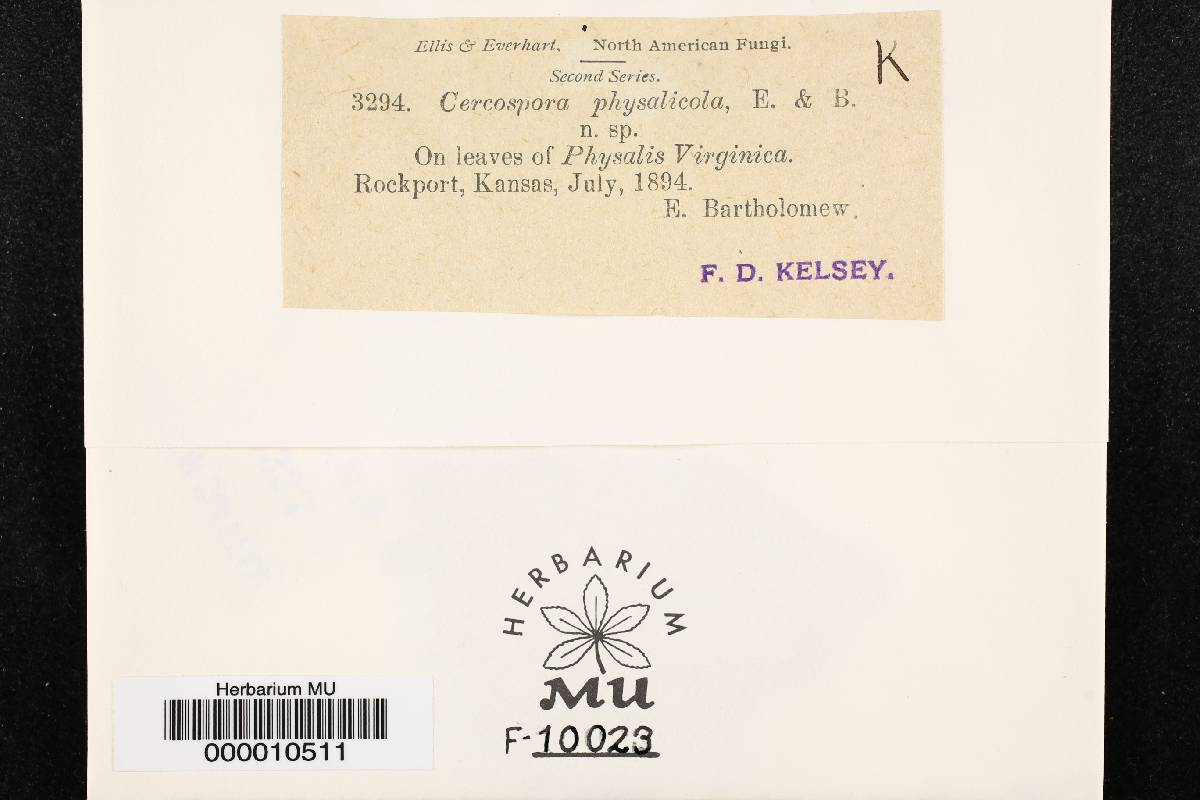 Ellis & Everhart. North American Fungi.
K
Second Series.
3294. Cercospora physalicola, E. & B.
n. sp.
On leaves of Physalis Virginica.
Rockport, Kansas, July, 1894.
E. Bartholomew.
F. D. KELSEY.
HERBARIUM
MU
F-10023
Herbarium MU
000010511